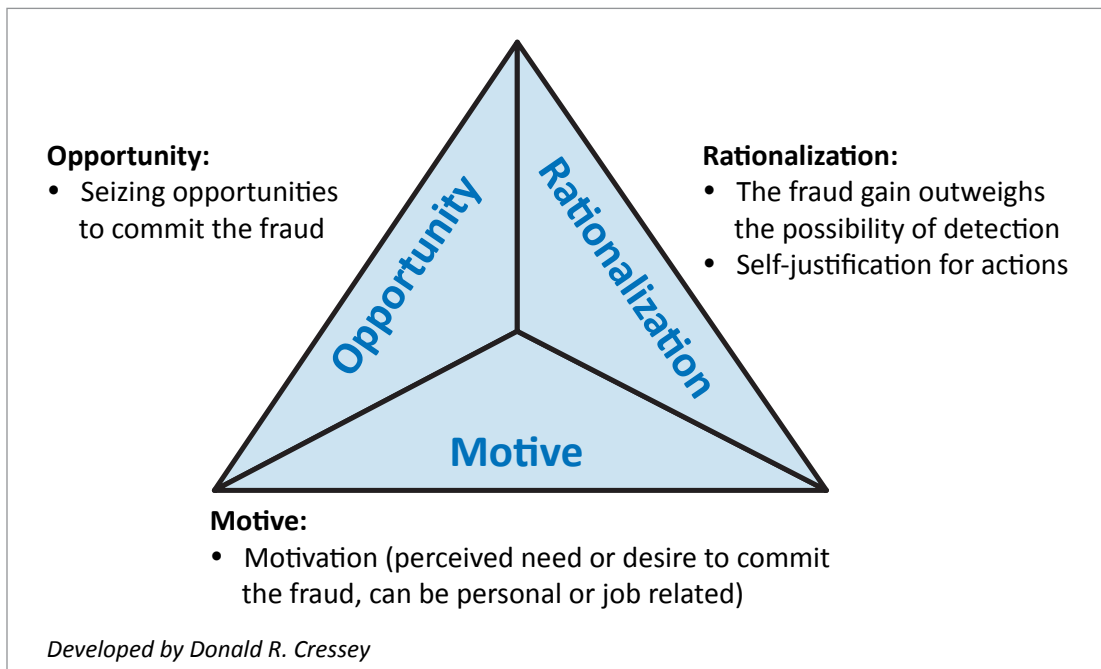 Opportunity:
• Seizing opportunities
to commit the fraud
Rationalization:
• The fraud gain outweighs
the possibility of detection
• Self-justification for actions
Opportunity
Rationalization
Motive
Motive:
• Motivation (perceived need or desire to commit
the fraud, can be personal or job related)
Developed by Donald R. Cressey